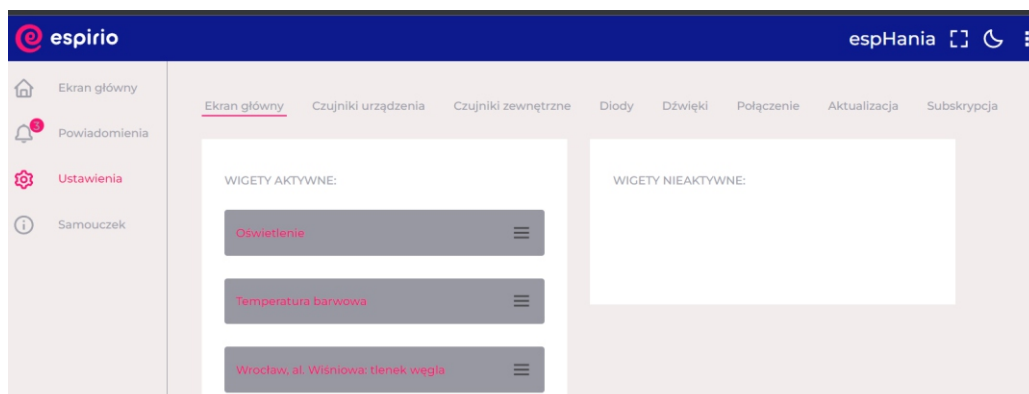 espirio
espHania
Ekran główny
3
Powiadomienia
Ustawienia
Samouczek
Ekran główny Czujniki urządzenia Czujniki zewnętrzne Diody Dźwięki Połączenie Aktualizacja Subskrypcja
WIGETY AKTYWNE:
Oświetlenie
Temperatura barwowa
Wrocław, al. Wiśniowa: tlenek węgla
WIGETY NIEAKTYWNE: